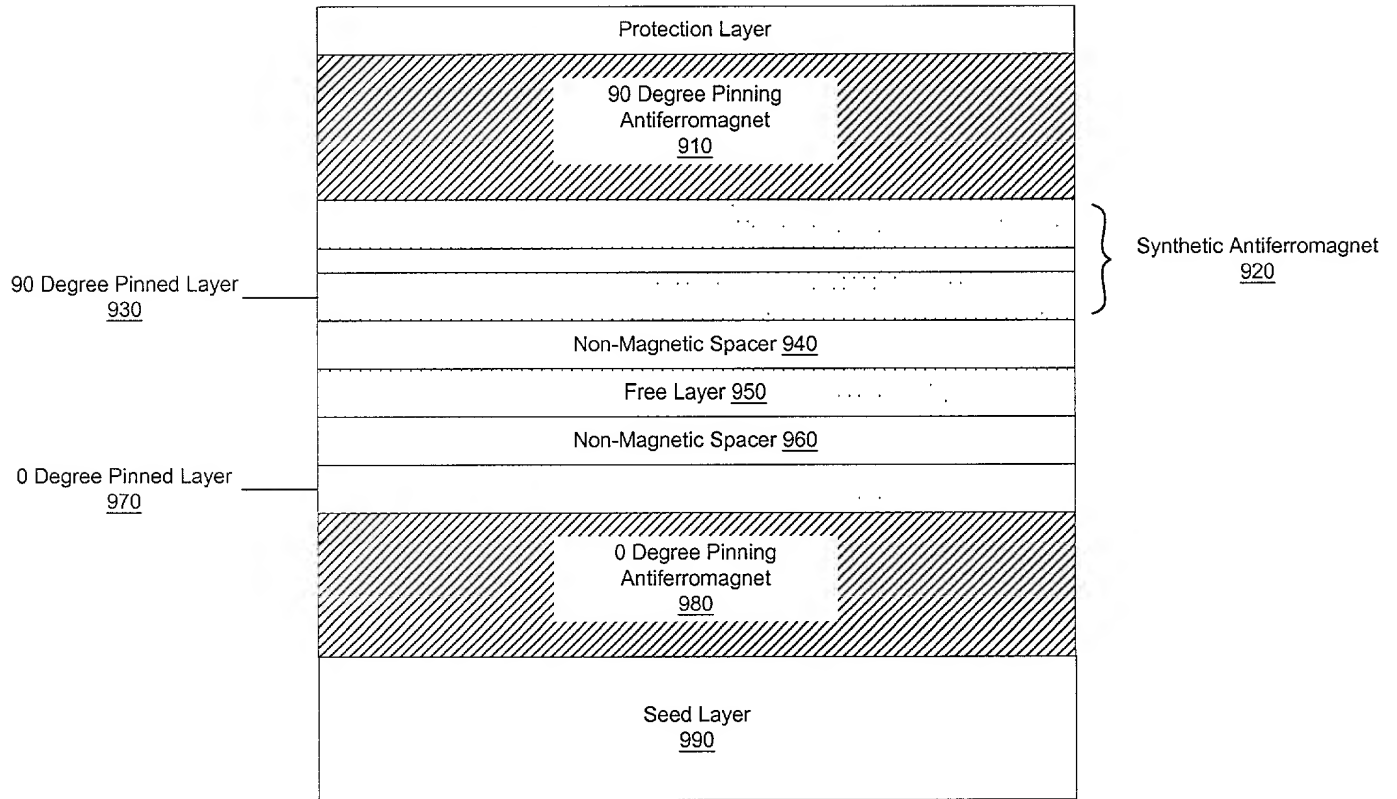 Protection Layer
90 Degree Pinning
Antiferromagnet
910
Synthetic Antiferromagnet
920
90 Degree Pinned Layer
930
Non-Magnetic Spacer 940
Free Layer 950
Non-Magnetic Spacer 960
0 Degree Pinned Layer
970
0 Degree Pinning
Antiferromagnet
980
Seed Layer
990